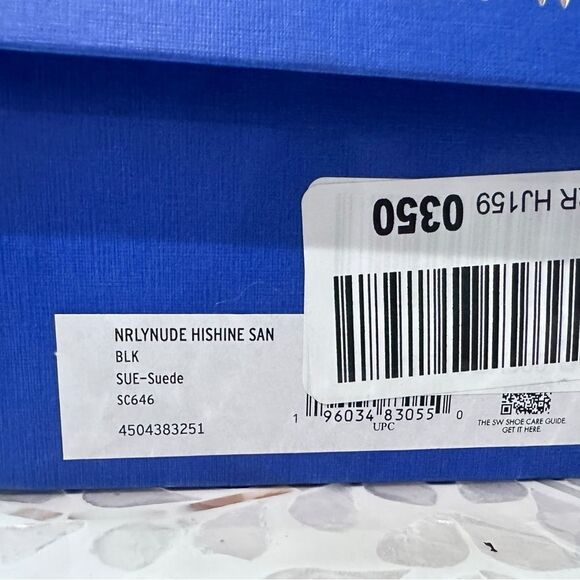 2R HJ159 0350
NRLYNUDE HISHINE SAN
BLK
SUE-Suede
SC646
4504383251
1 96034 83055 0
UPC
THE SW SHOE CARE GUIDE.
GET IT HERE.